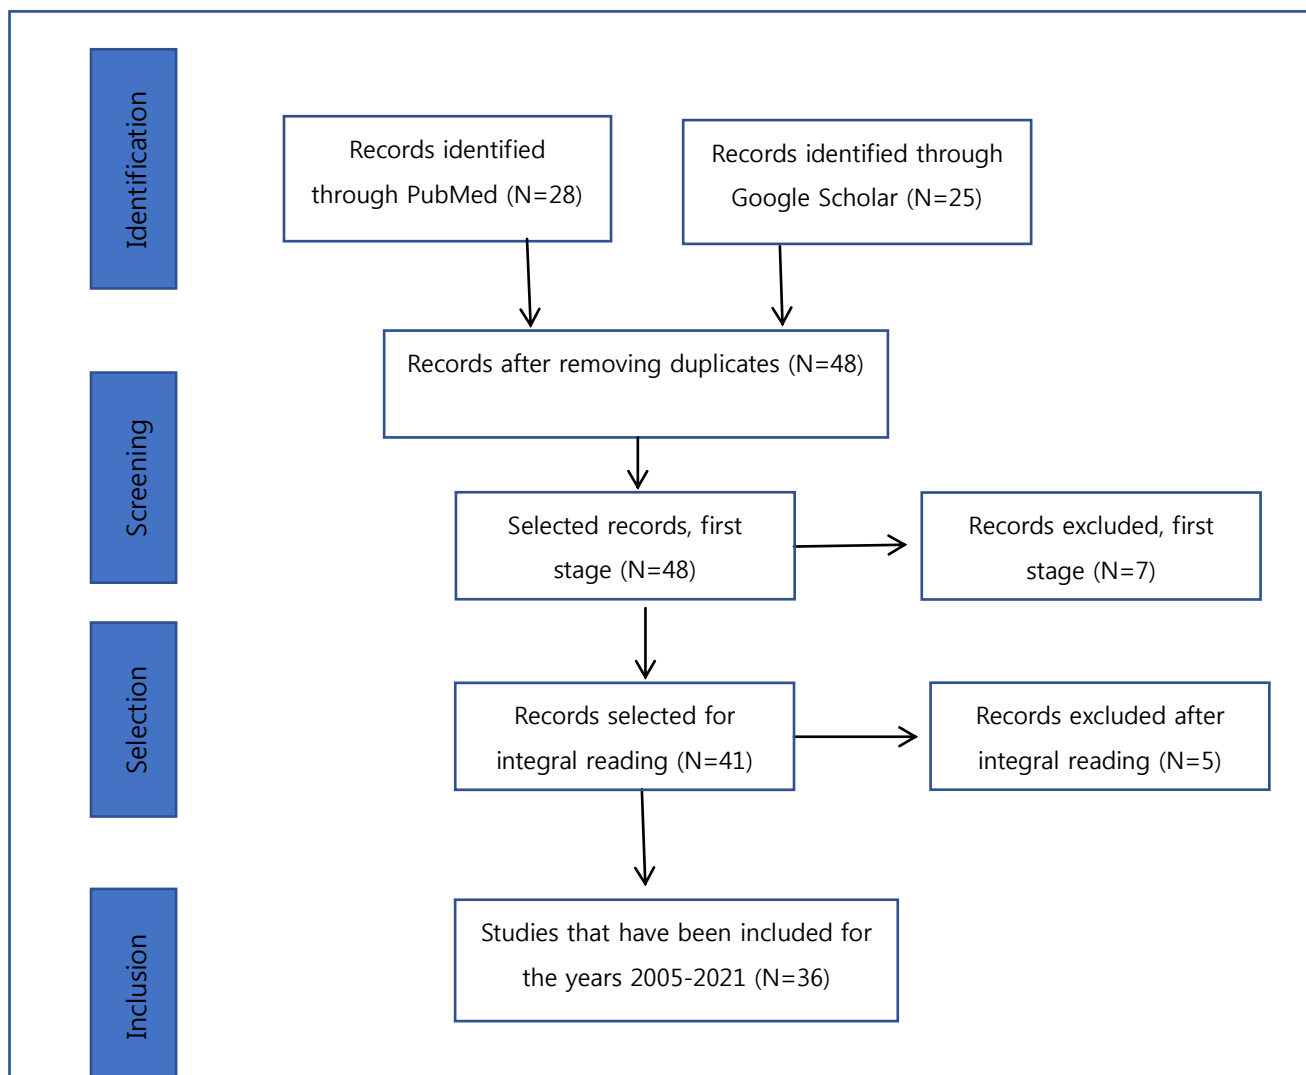 Identification
Records identified
through PubMed (N=28)
Records identified through
Google Scholar (N=25)
Records after removing duplicates (N=48)
Screening
Selected records, first
stage (N=48)
Records excluded, first
stage (N=7)
Selection
Records selected for
integral reading (N=41)
Records excluded after
integral reading (N=5)
Inclusion
Studies that have been included for
the years 2005-2021 (N=36)